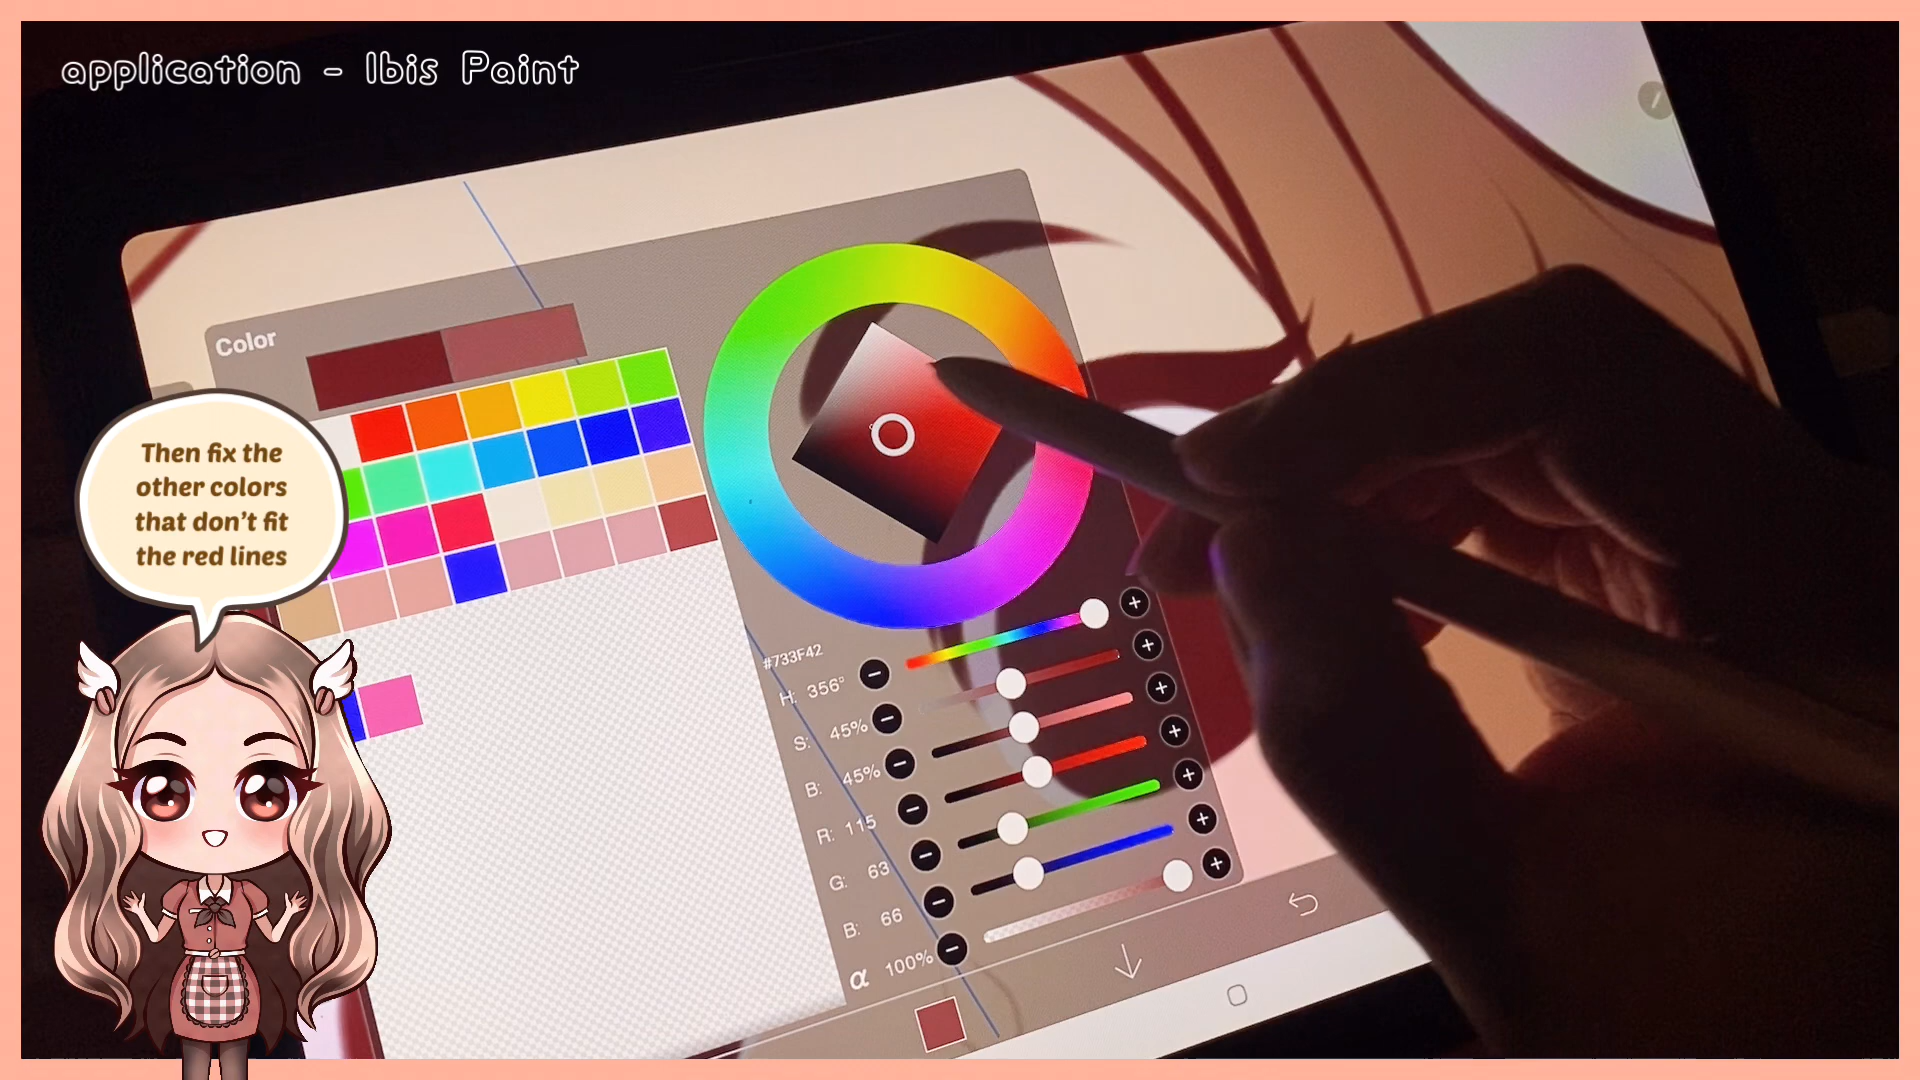 application - Ibis Paint
Color
Then fix the
other colors
that don't fit
the red lines
#733F42
H: 356°
S: 45%
B: 45%
R: 115
G: 63
B: 66
α 100%